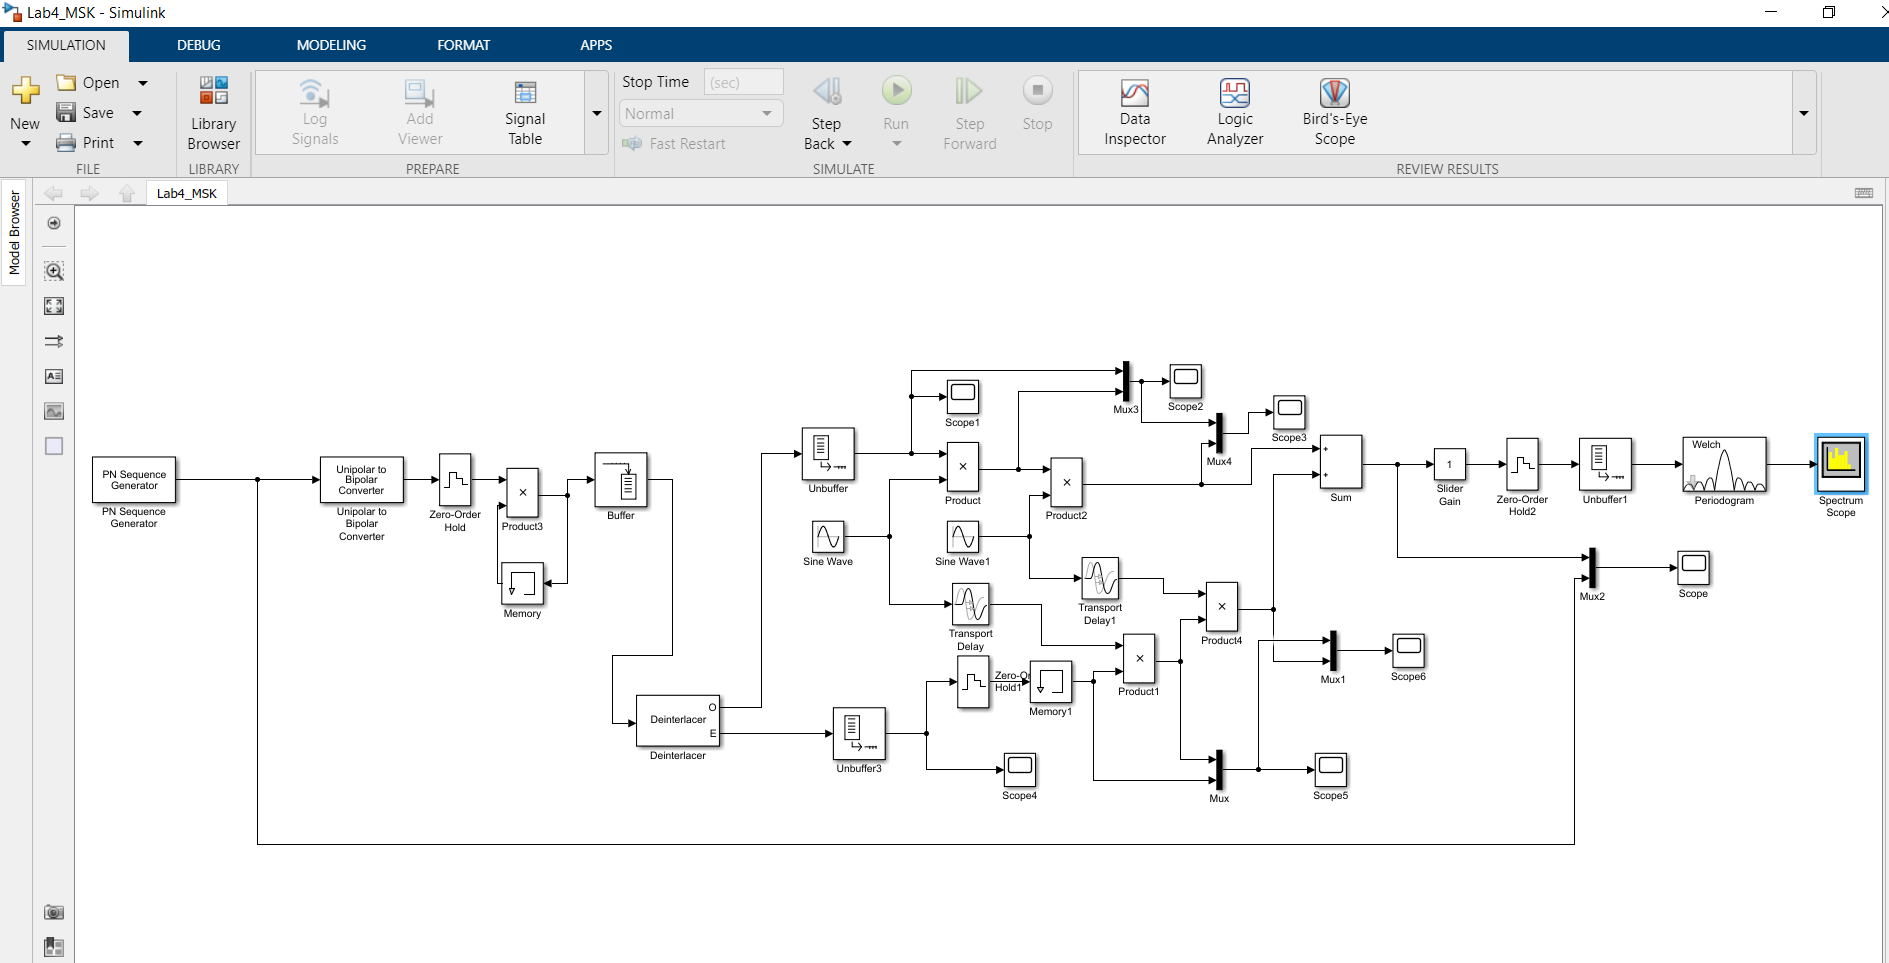 Lab4_MSK - Simulink
SIMULATION
DEBUG
MODELING
FORMAT
APPS
New
Open
Save
Print
FILE
Library
Browser
LIBRARY
Log
Signals
Add
Viewer
Signal
Table
PREPARE
Stop Time
(sec)
Normal
Fast Restart
Step
Back
Run
Step
Forward
Stop
SIMULATE
Data
Inspector
Logic
Analyzer
Bird's-Eye
Scope
REVIEW RESULTS
Model Browser
Lab4_MSK
PN Sequence
Generator
PN Sequence
Generator
Unipolar to
Bipolar
Converter
Unipolar to
Bipolar
Converter
Zero-Order
Hold
×
Product3
Memory
Buffer
Deinterlacer
O
E
Deinterlacer
Unbuffer
Scope1
×
Product
Sine Wave
Sine Wave1
×
Product2
Mux3
Scope2
Mux4
Scope3
Transport
Delay
Transport
Delay1
×
Product4
×
Product1
Zero-Or
Hold1
Memory1
Unbuffer3
Scope4
Mux
Scope5
Mux1
Scope6
+
+
Sum
1
Slider
Gain
Zero-Order
Hold2
Unbuffer1
Welch
Periodogram
Spectrum
Scope
Mux2
Scope